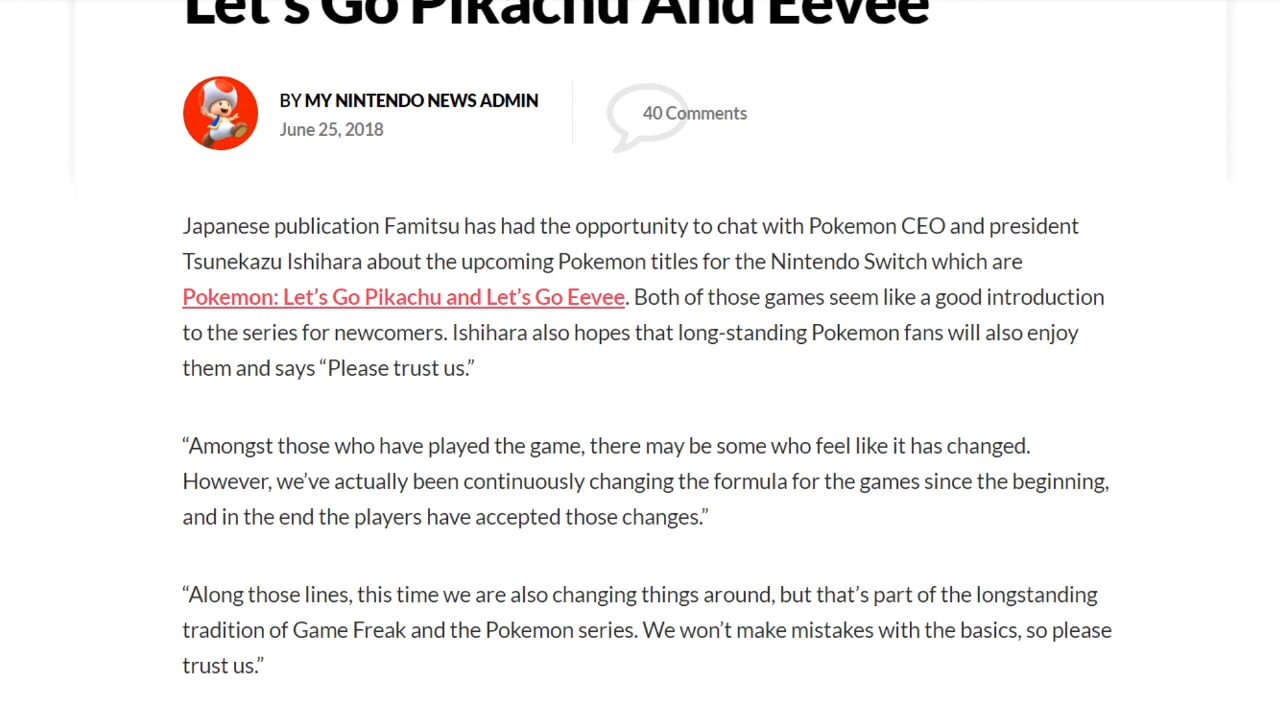 Let's Go Pikachu And Eevee
BY MY NINTENDO NEWS ADMIN
June 25, 2018
40 Comments
Japanese publication Famitsu has had the opportunity to chat with Pokemon CEO and president
Tsunekazu Ishihara about the upcoming Pokemon titles for the Nintendo Switch which are
Pokemon: Let’s Go Pikachu and Let’s Go Eevee. Both of those games seem like a good introduction
to the series for newcomers. Ishihara also hopes that long-standing Pokemon fans will also enjoy
them and says “Please trust us.”
“Amongst those who have played the game, there may be some who feel like it has changed.
However, we’ve actually been continuously changing the formula for the games since the beginning,
and in the end the players have accepted those changes.”
“Along those lines, this time we are also changing things around, but that’s part of the longstanding
tradition of Game Freak and the Pokemon series. We won’t make mistakes with the basics, so please
trust us.”